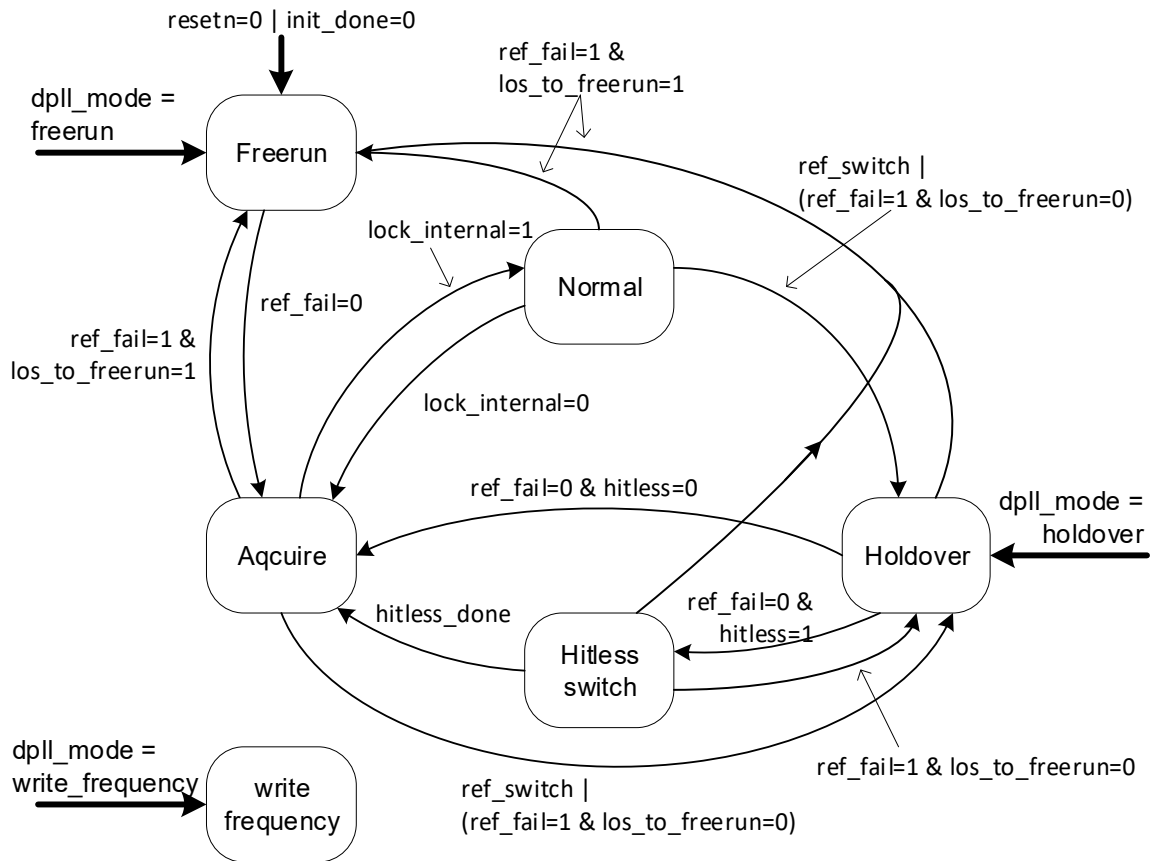 resetn=0 | init_done=0
ref_fail=1 &
los_to_freerun=1
dpll_mode =
freerun
Freerun
ref_switch |
(ref_fail=1 & los_to_freerun=0)
lock_internal=1
Normal
ref_fail=0
ref_fail=1 &
los_to_freerun=1
lock_internal=0
ref_fail=0 & hitless=0
dpll_mode =
holdover
Aqcuire
Holdover
hitless_done
ref_fail=0 &
hitless=1
Hitless
switch
dpll_mode =
write_frequency
write
frequency
ref_fail=1 & los_to_freerun=0
ref_switch |
(ref_fail=1 & los_to_freerun=0)